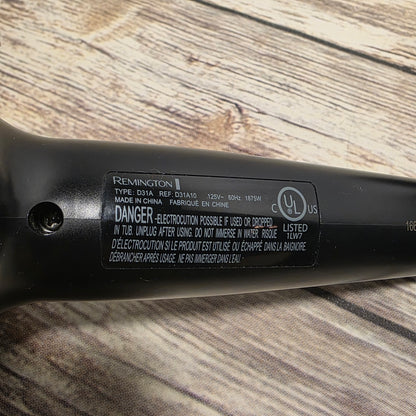 REMINGTON
TYPE: D31A REF: D31A10 125V~ 60Hz 1875W
MADE IN CHINA FABRIQUÉ EN CHINE
DANGER -ELECTROCUTION POSSIBLE IF USED OR DROPPED
IN TUB. UNPLUG AFTER USING. DO NOT IMMERSE IN WATER. RISQUE
D'ÉLECTROCUTION SI LE PRODUIT EST UTILISÉ OU ÉCHAPPÉ DANS LA BAIGNOIRE.
DÉBRANCHER APRÈS USAGE. NE PAS IMMERGER DANS L'EAU.
C UL US
LISTED
1LW7